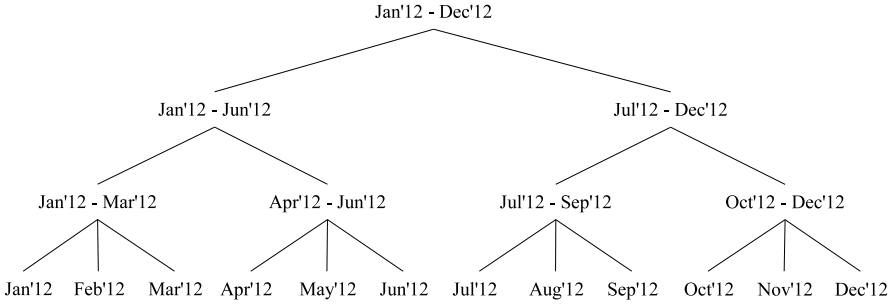 Jan'12 - Dec'12
Jan'12 - Jun'12 Jul'12 - Dec'12
Jan'12 - Mar'12 Apr'12 - Jun'12 Jul'12 - Sep'12 Oct'12 - Dec'12
Jan'12 Feb'12 Mar'12 Apr'12 May'12 Jun'12 Jul'12 Aug'12 Sep'12 Oct'12 Nov'12 Dec'12